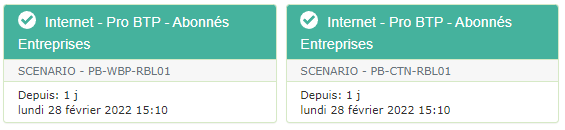 Internet - Pro BTP - Abonnés
Entreprises
SCENARIO - PB-WBP-RBL01
Depuis: 1 j
lundi 28 février 2022 15:10
Internet - Pro BTP - Abonnés
Entreprises
SCENARIO - PB-CTN-RBL01
Depuis: 1 j
lundi 28 février 2022 15:10